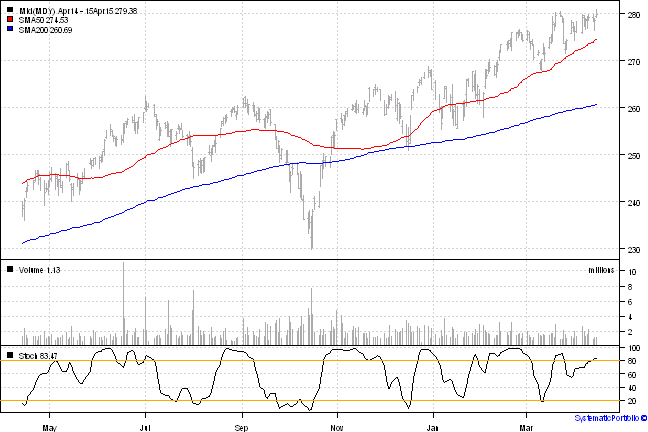 Mid(MDY) Apr14 - 15Apr15 279.38
SMA50 274.53
SMA200 260.69
280
270
260
250
240
230
Volume 1.13
millions
10
8
6
4
2
Stoch 83.47
100
80
60
40
20
May
Jul
Sep
Nov
Jan
Mar
SystematicPortfolio ©